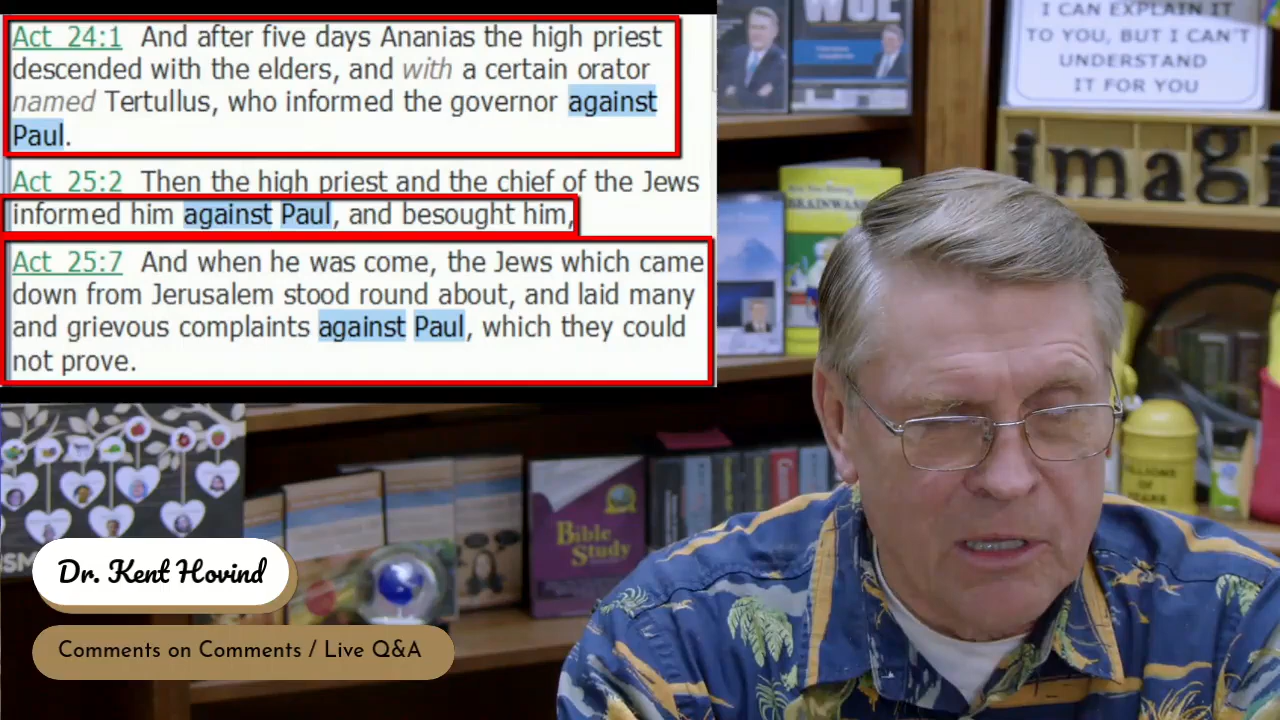 Act 24:1 And after five days Ananias the high priest
descended with the elders, and with a certain orator
named Tertullus, who informed the governor against
Paul.
Act 25:2 Then the high priest and the chief of the Jews
informed him against Paul, and besought him,
Act 25:7 And when he was come, the Jews which came
down from Jerusalem stood round about, and laid many
and grievous complaints against Paul, which they could
not prove.
I CAN EXPLAIN IT
TO YOU, BUT I CAN'T
UNDERSTAND
IT FOR YOU
imagi
Bible
Study
Dr. Kent Hovind
Comments on Comments / Live Q&A